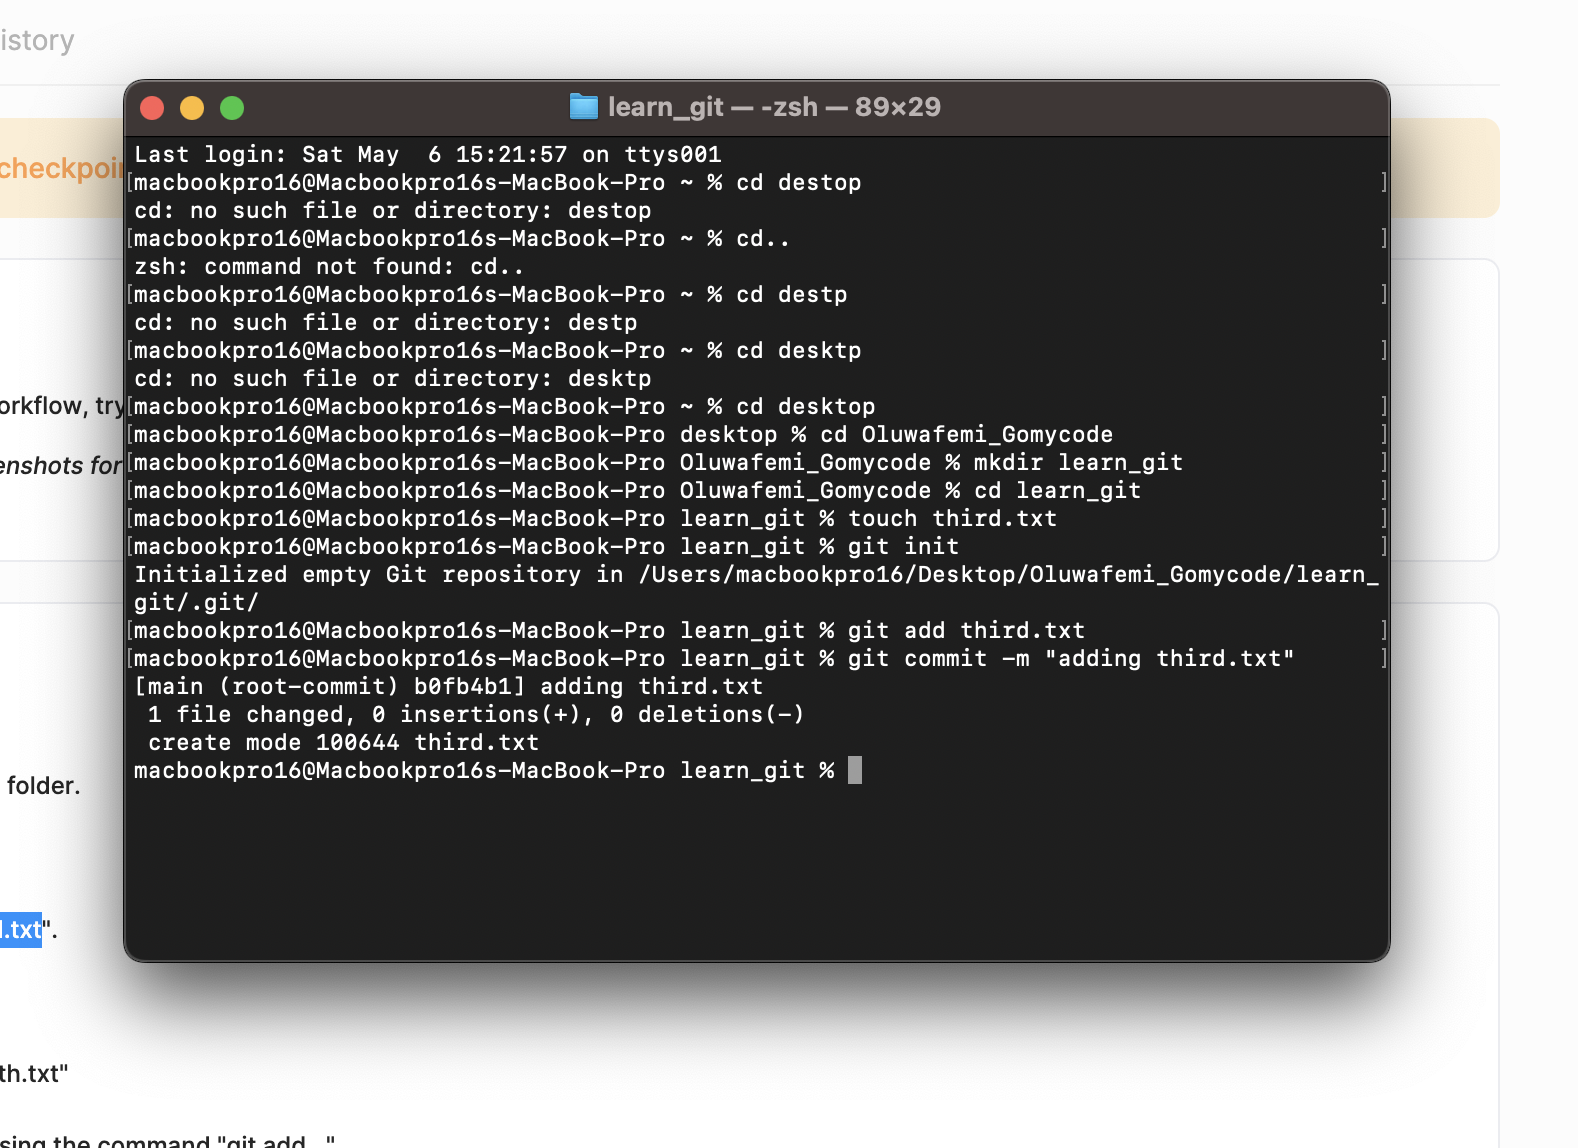 istory
learn_git — -zsh — 89×29
Last login: Sat May  6 15:21:57 on ttys001
[macbookpro16@Macbookpro16s-MacBook-Pro ~ % cd destop ]
cd: no such file or directory: destop
[macbookpro16@Macbookpro16s-MacBook-Pro ~ % cd.. ]
zsh: command not found: cd..
[macbookpro16@Macbookpro16s-MacBook-Pro ~ % cd destp ]
cd: no such file or directory: destp
[macbookpro16@Macbookpro16s-MacBook-Pro ~ % cd desktp ]
cd: no such file or directory: desktp
[macbookpro16@Macbookpro16s-MacBook-Pro ~ % cd desktop ]
[macbookpro16@Macbookpro16s-MacBook-Pro desktop % cd Oluwafemi_Gomycode ]
[macbookpro16@Macbookpro16s-MacBook-Pro Oluwafemi_Gomycode % mkdir learn_git ]
[macbookpro16@Macbookpro16s-MacBook-Pro Oluwafemi_Gomycode % cd learn_git ]
[macbookpro16@Macbookpro16s-MacBook-Pro learn_git % touch third.txt ]
[macbookpro16@Macbookpro16s-MacBook-Pro learn_git % git init ]
Initialized empty Git repository in /Users/macbookpro16/Desktop/Oluwafemi_Gomycode/learn_
git/.git/
[macbookpro16@Macbookpro16s-MacBook-Pro learn_git % git add third.txt ]
[macbookpro16@Macbookpro16s-MacBook-Pro learn_git % git commit -m "adding third.txt" ]
[main (root-commit) b0fb4b1] adding third.txt
 1 file changed, 0 insertions(+), 0 deletions(-)
 create mode 100644 third.txt
macbookpro16@Macbookpro16s-MacBook-Pro learn_git %
checkpoi
orkflow, try
enshots for
folder.
.txt".
th.txt"
sing the command "git add..."